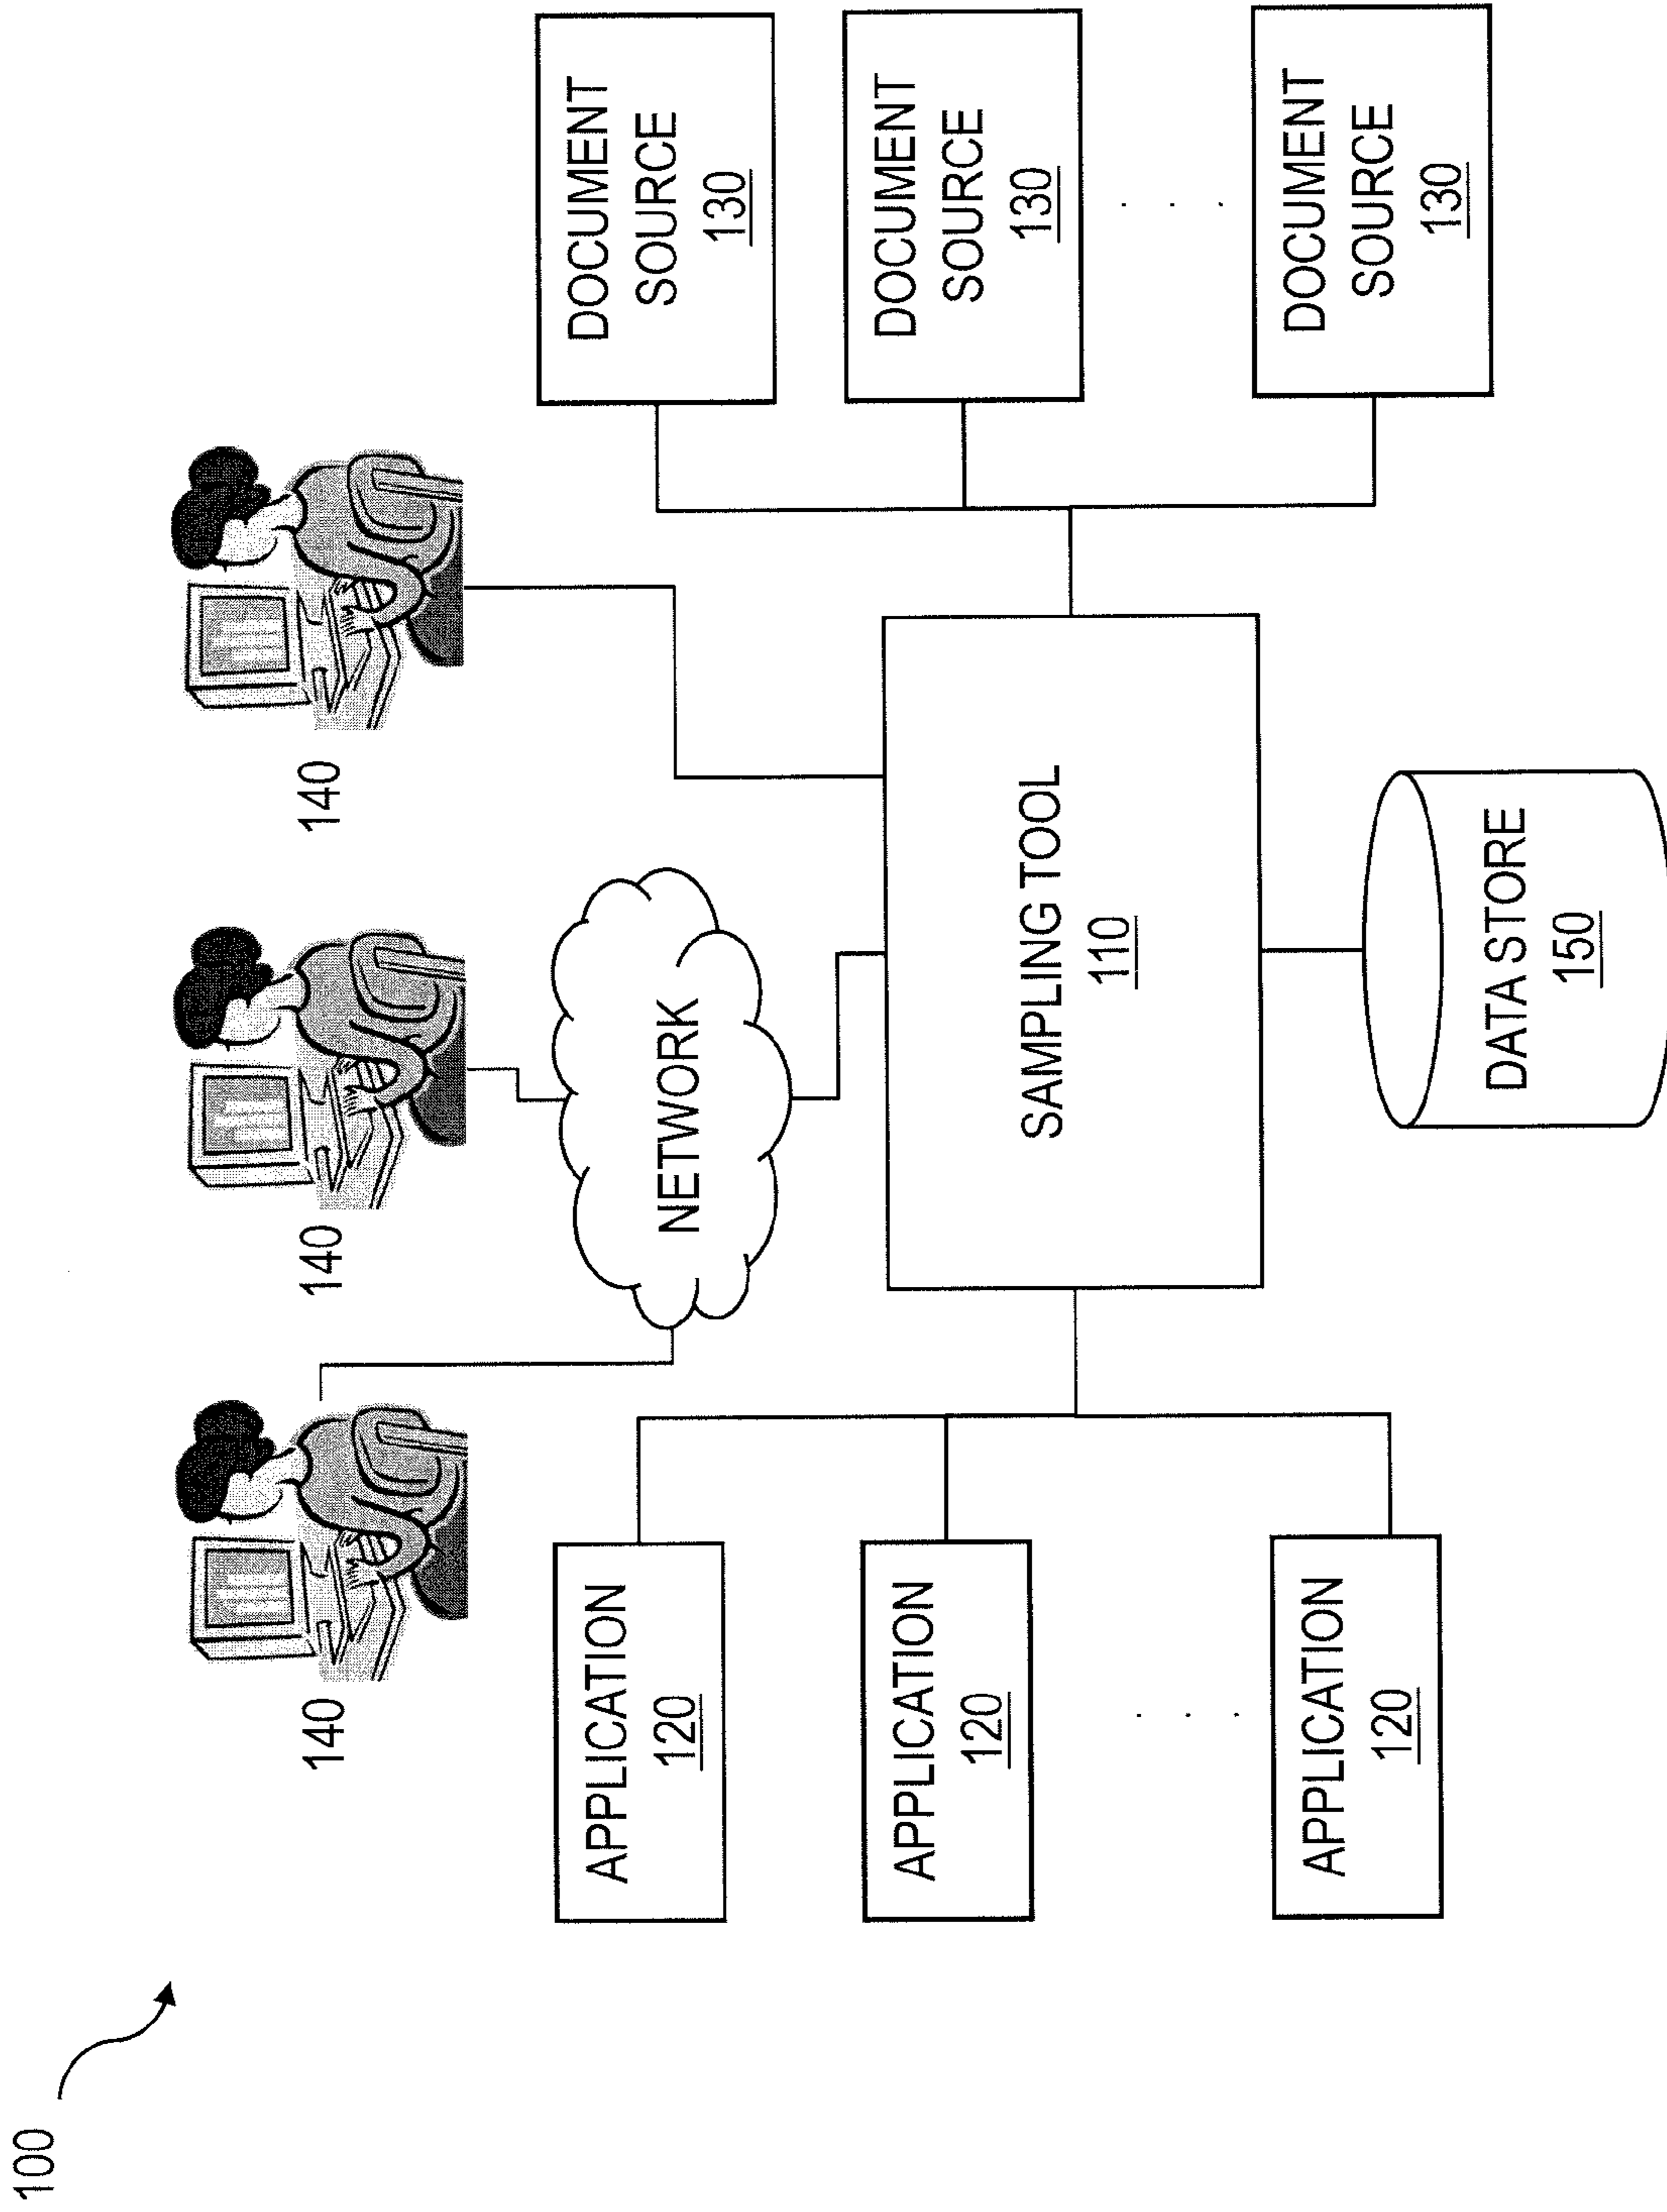 100
140
140
140
APPLICATION
120
NETWORK
DOCUMENT
SOURCE
130
APPLICATION
120
SAMPLING TOOL
110
DOCUMENT
SOURCE
130
. . .
APPLICATION
120
DATA STORE
150
. . .
DOCUMENT
SOURCE
130